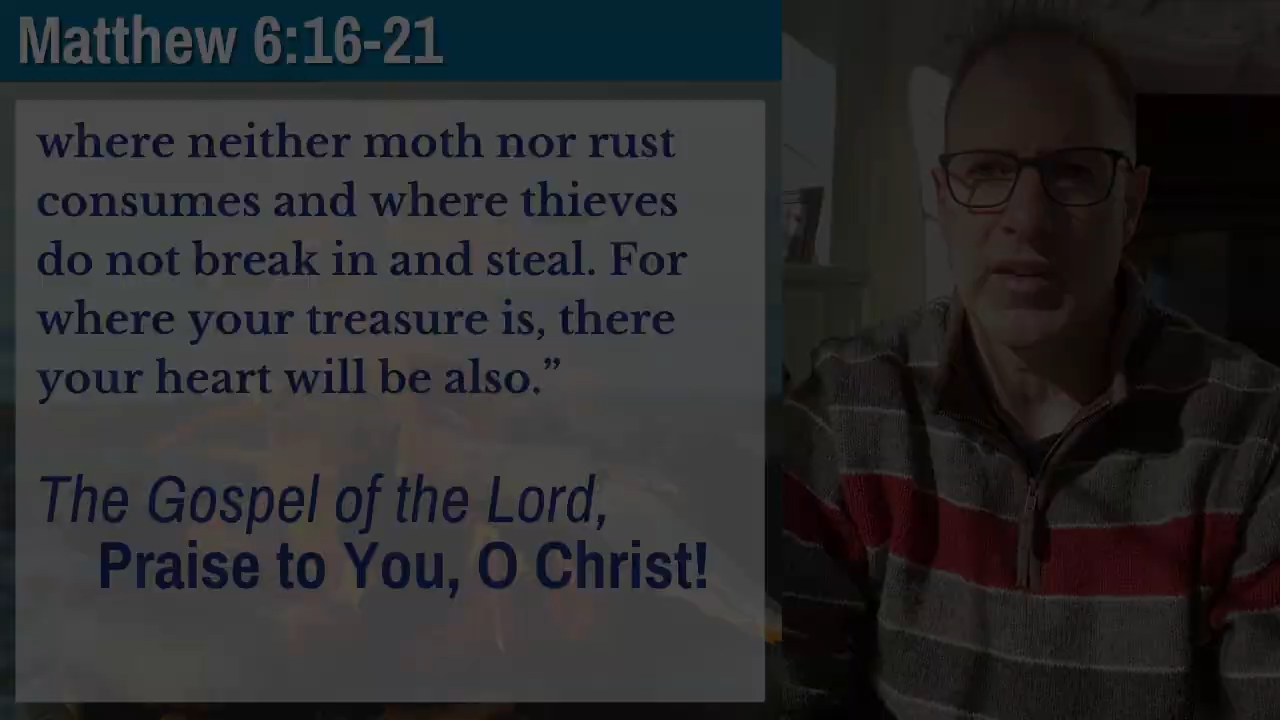 Matthew 6:16-21
where neither moth nor rust
consumes and where thieves
do not break in and steal. For
where your treasure is, there
your heart will be also.”
The Gospel of the Lord,
Praise to You, O Christ!